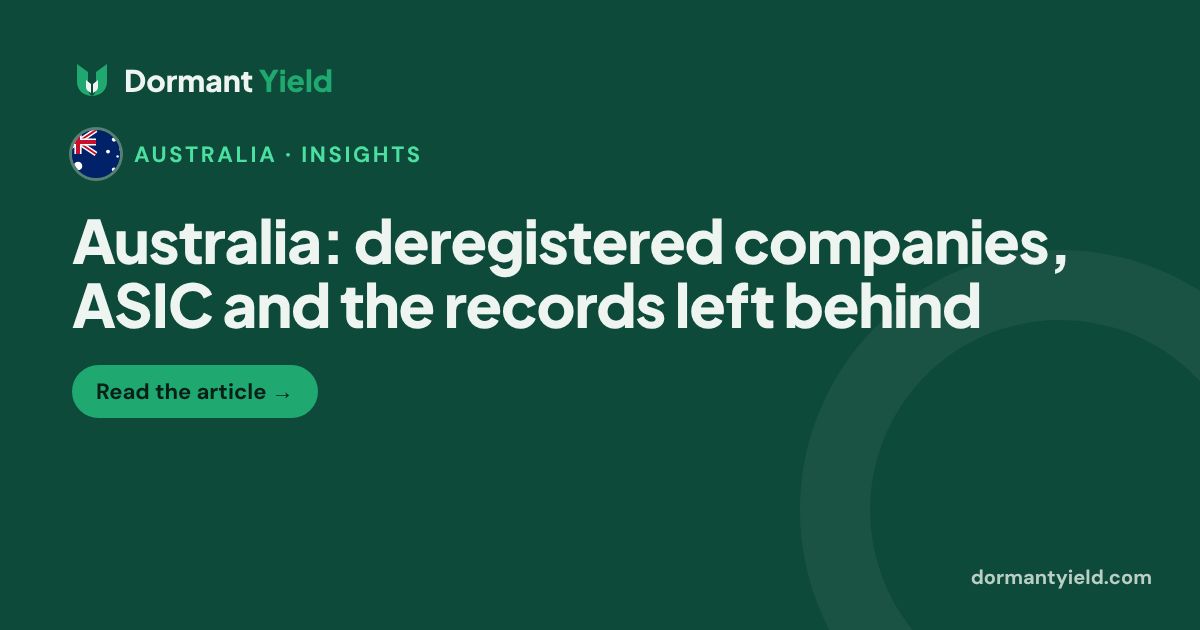 Dormant Yield
AUSTRALIA · INSIGHTS
Australia: deregistered companies,
ASIC and the records left behind
Read the article →
dormantyield.com